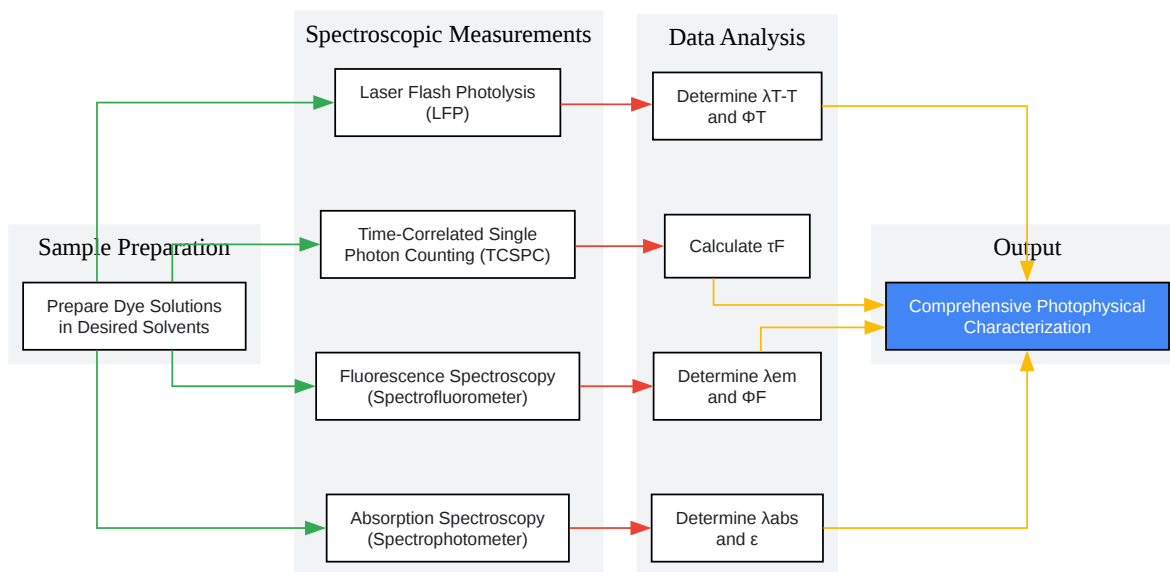 Spectroscopic Measurements
Data Analysis
Laser Flash Photolysis
(LFP)
Determine λT-T
and ΦT
Time-Correlated Single
Photon Counting (TCSPC)
Calculate τF
Sample Preparation
Output
Prepare Dye Solutions
in Desired Solvents
Comprehensive Photophysical
Characterization
Fluorescence Spectroscopy
(Spectrofluorometer)
Determine λem
and ΦF
Absorption Spectroscopy
(Spectrophotometer)
Determine λabs
and ε